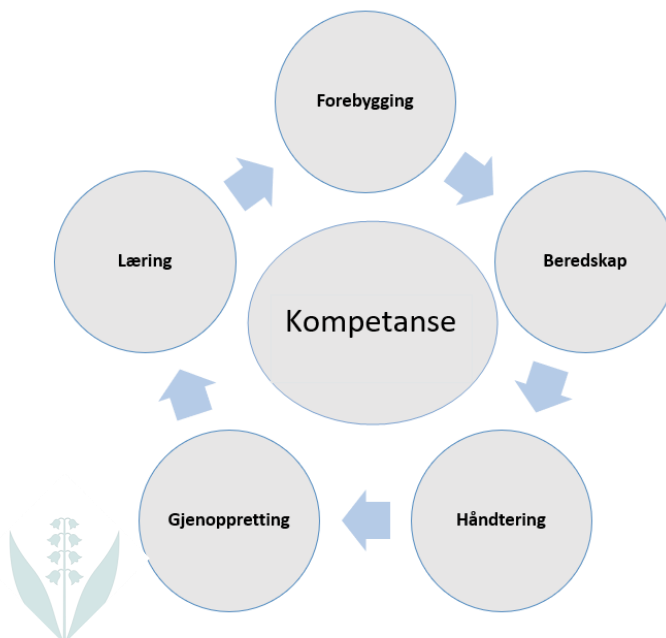 Forebygging
Beredskap
Håndtering
Gjenoppretting
Læring
Kompetanse